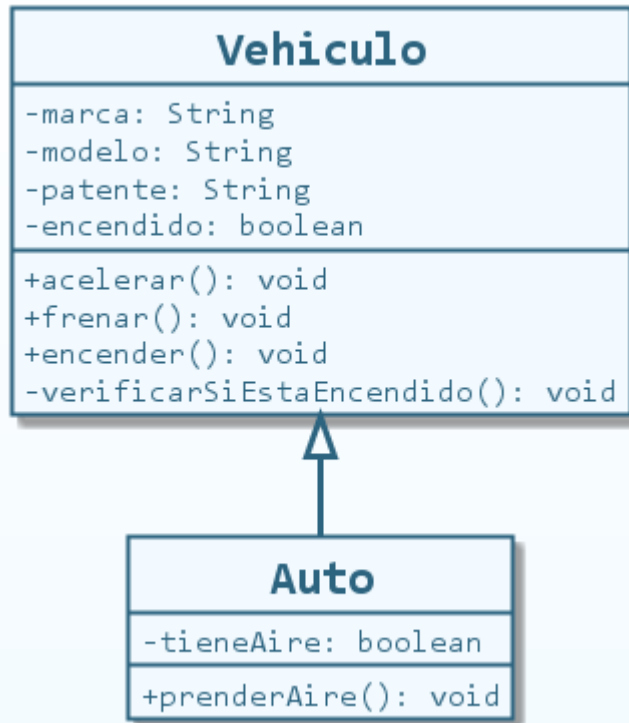 Vehiculo
-marca: String
-modelo: String
-patente: String
-encendido: boolean
+acelerar(): void
+frenar(): void
+encender(): void
-verificarSiEstaEncendido(): void
Auto
-tieneAire: boolean
+prenderAire(): void